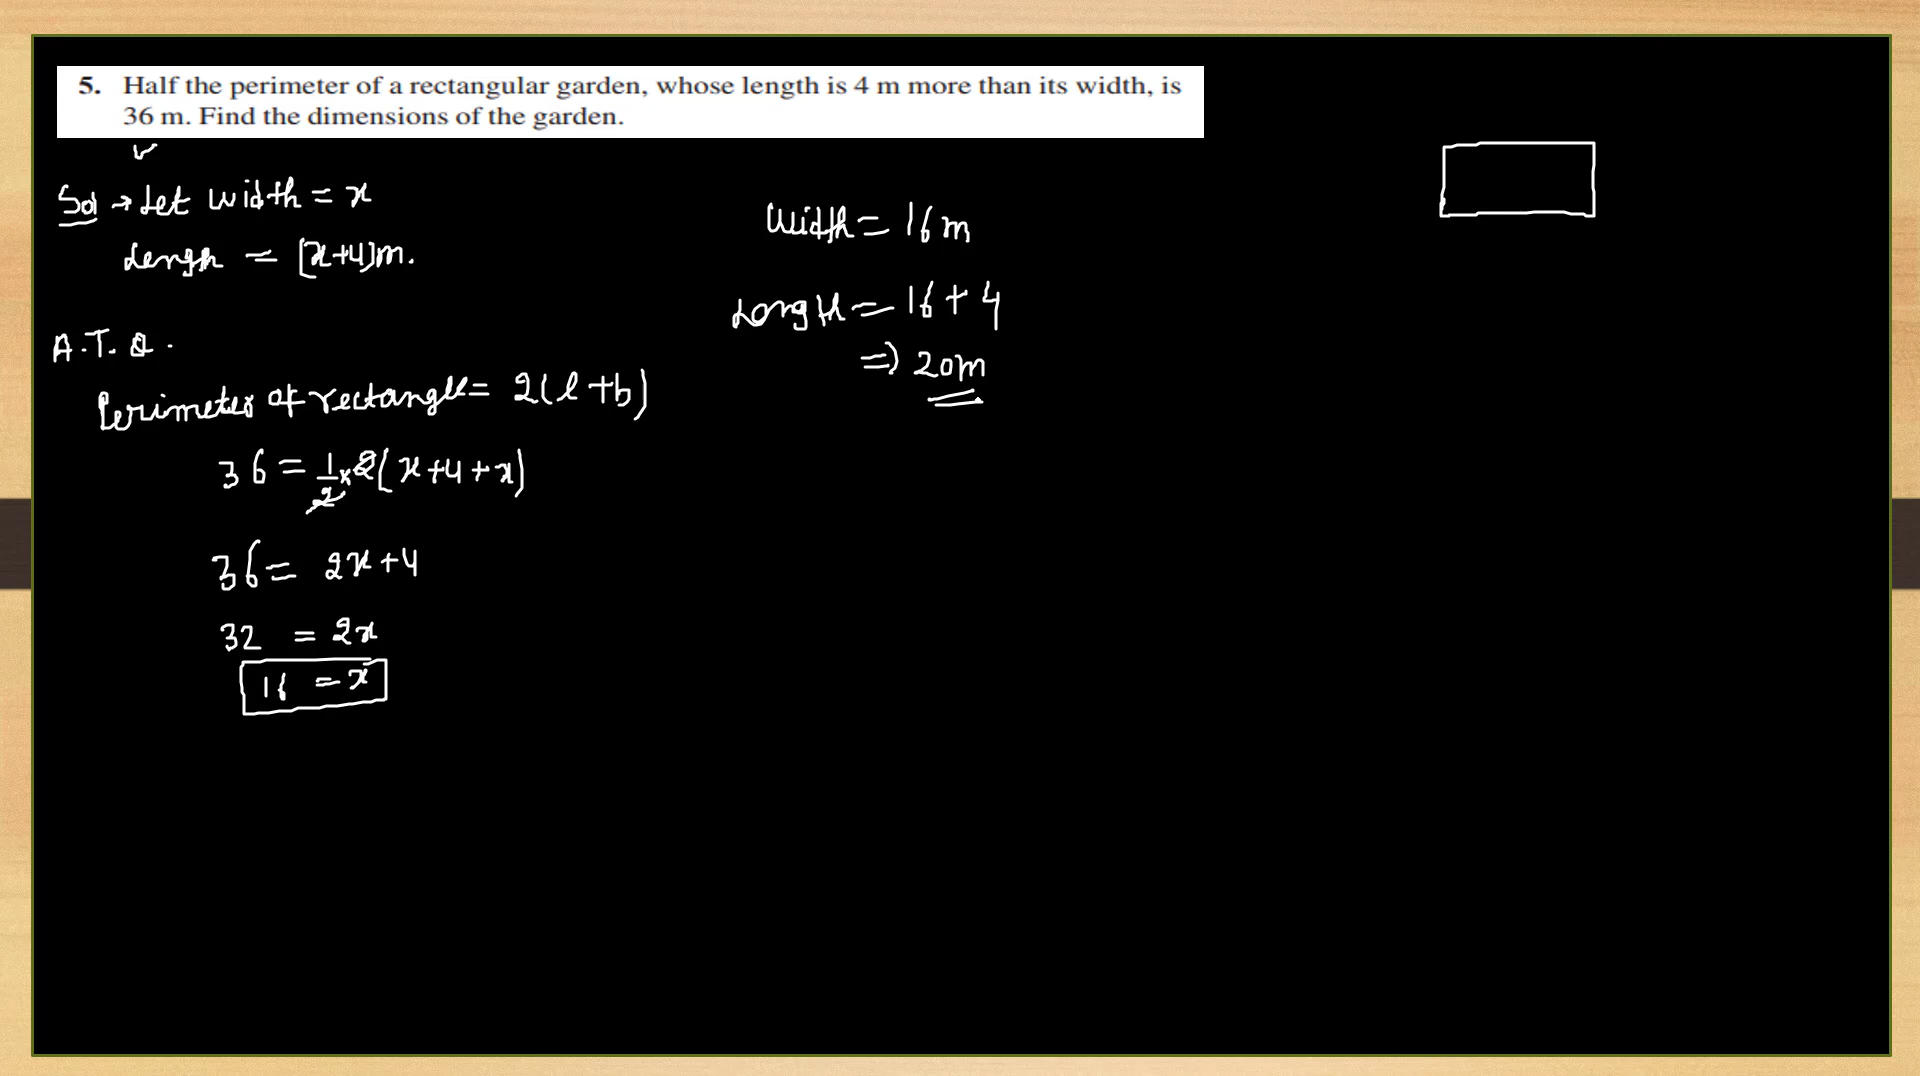 5. Half the perimeter of a rectangular garden, whose length is 4 m more than its width, is
36 m. Find the dimensions of the garden.
Sol → Let width = x
Length = [x+4]m.
A.T.Q.
Perimeter of rectangle = 2(l+b)
36 = 1/2 × 2(x+4+x)
36 = 2x+4
32 = 2x
16 = x
Width = 16m
Length = 16+4
⇒ 20m